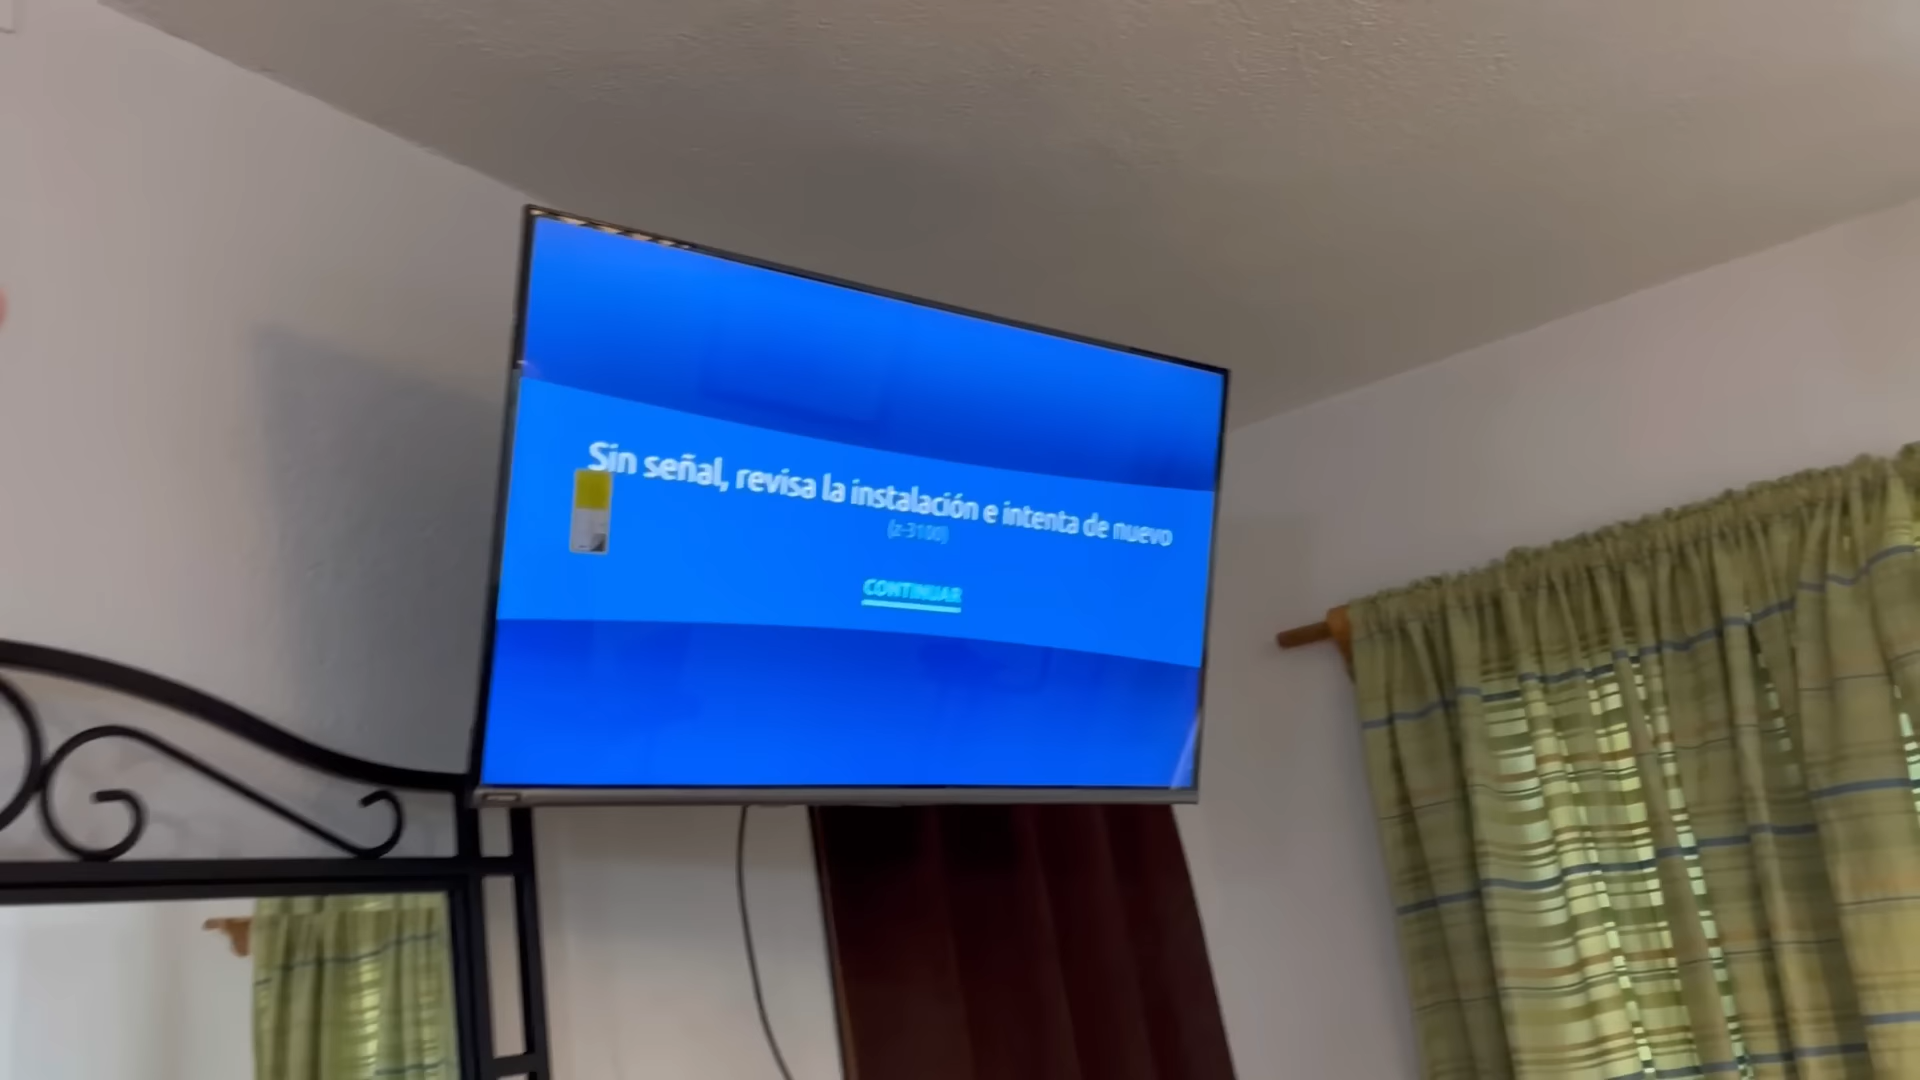 Sin señal, revisa la instalación e intenta de nuevo
(z-3100)
CONTINUAR